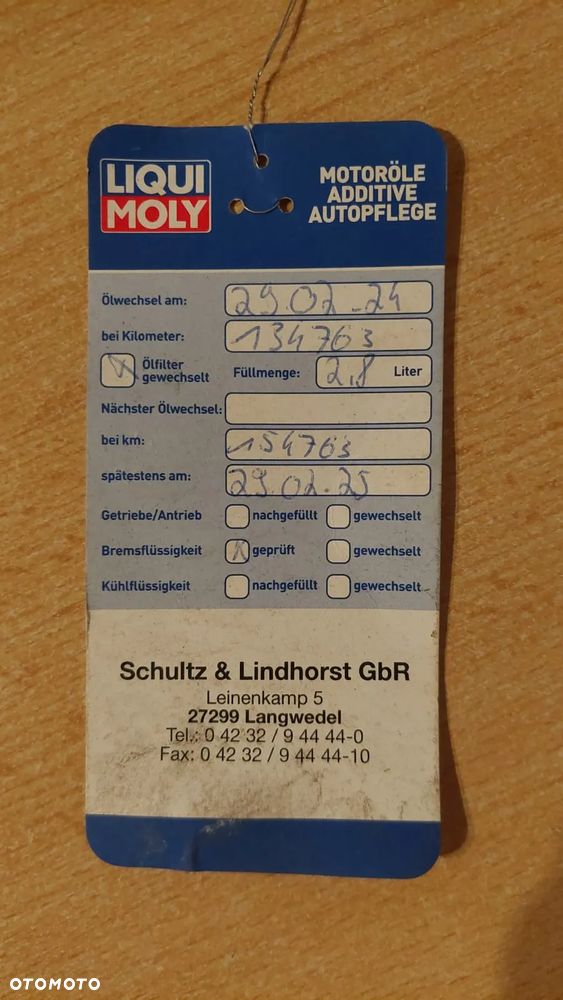 LIQUI
MOLY
MOTORÖLE
ADDITIVE
AUTOPFLEGE
Ölwechsel am: 29.02.-24
bei Kilometer: 134763
Ölfilter
gewechselt Füllmenge: 2,8 Liter
Nächster Ölwechsel:
bei km: 154763
spätestens am: 29.02.25
Getriebe/Antrieb nachgefüllt gewechselt
Bremsflüssigkeit X geprüft gewechselt
Kühlflüssigkeit nachgefüllt gewechselt
Schultz & Lindhorst GbR
Leinenkamp 5
27299 Langwedel
Tel.: 0 42 32 / 9 44 44-0
Fax: 0 42 32 / 9 44 44-10
OTOMOTO